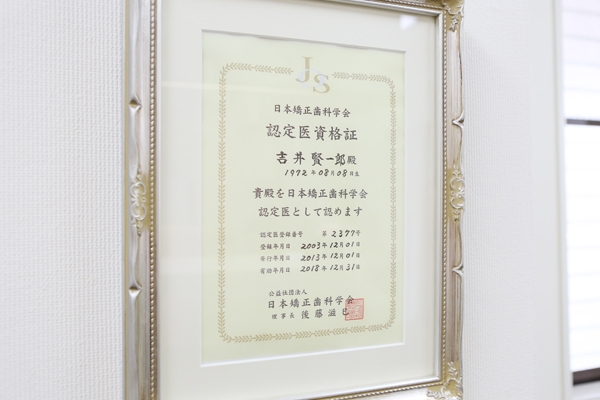 JS
日本矯正歯科学会
認定医資格証
吉井 賢一郎殿
1972年08月08日生
貴殿を日本矯正歯科学会
認定医として認めます
認定医登録番号 第2377号
登録年月日 2003年12月01日
発行年月日 2013年12月01日
有効年月日 2018年12月31日
公益社団法人
日本矯正歯科学会
理事長 後藤滋巳